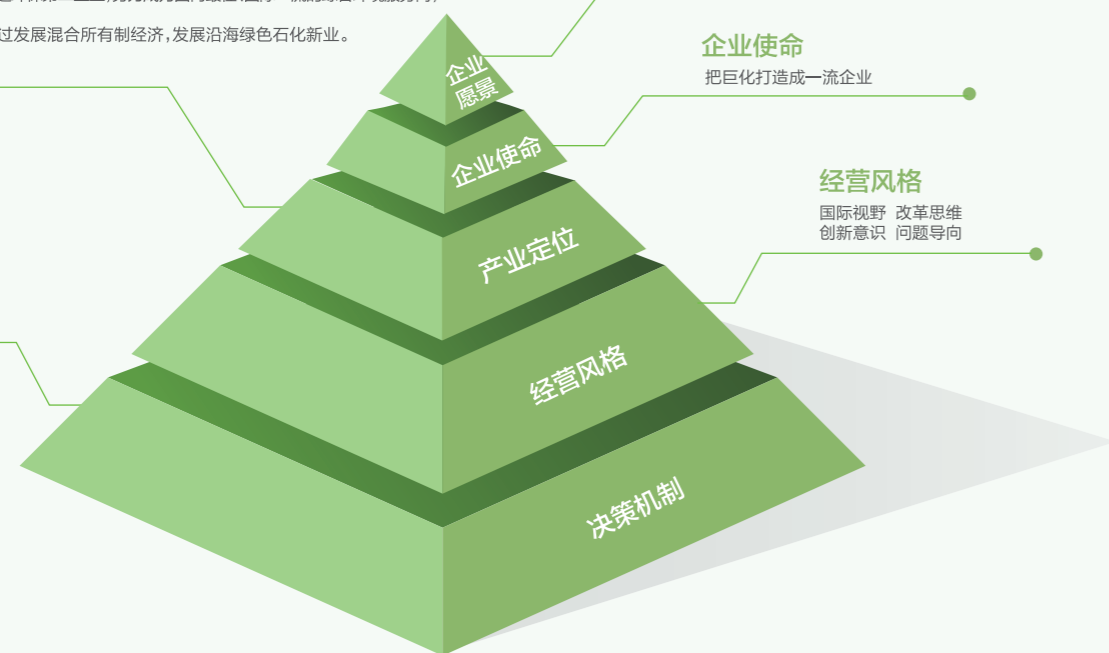 过发展混合所有制经济,发展沿海绿色石化新业。
企业使命
把巨化打造成一流企业
经营风格
国际视野 改革思维
创新意识 问题导向
企业
愿景
企业使命
产业定位
经营风格
决策机制